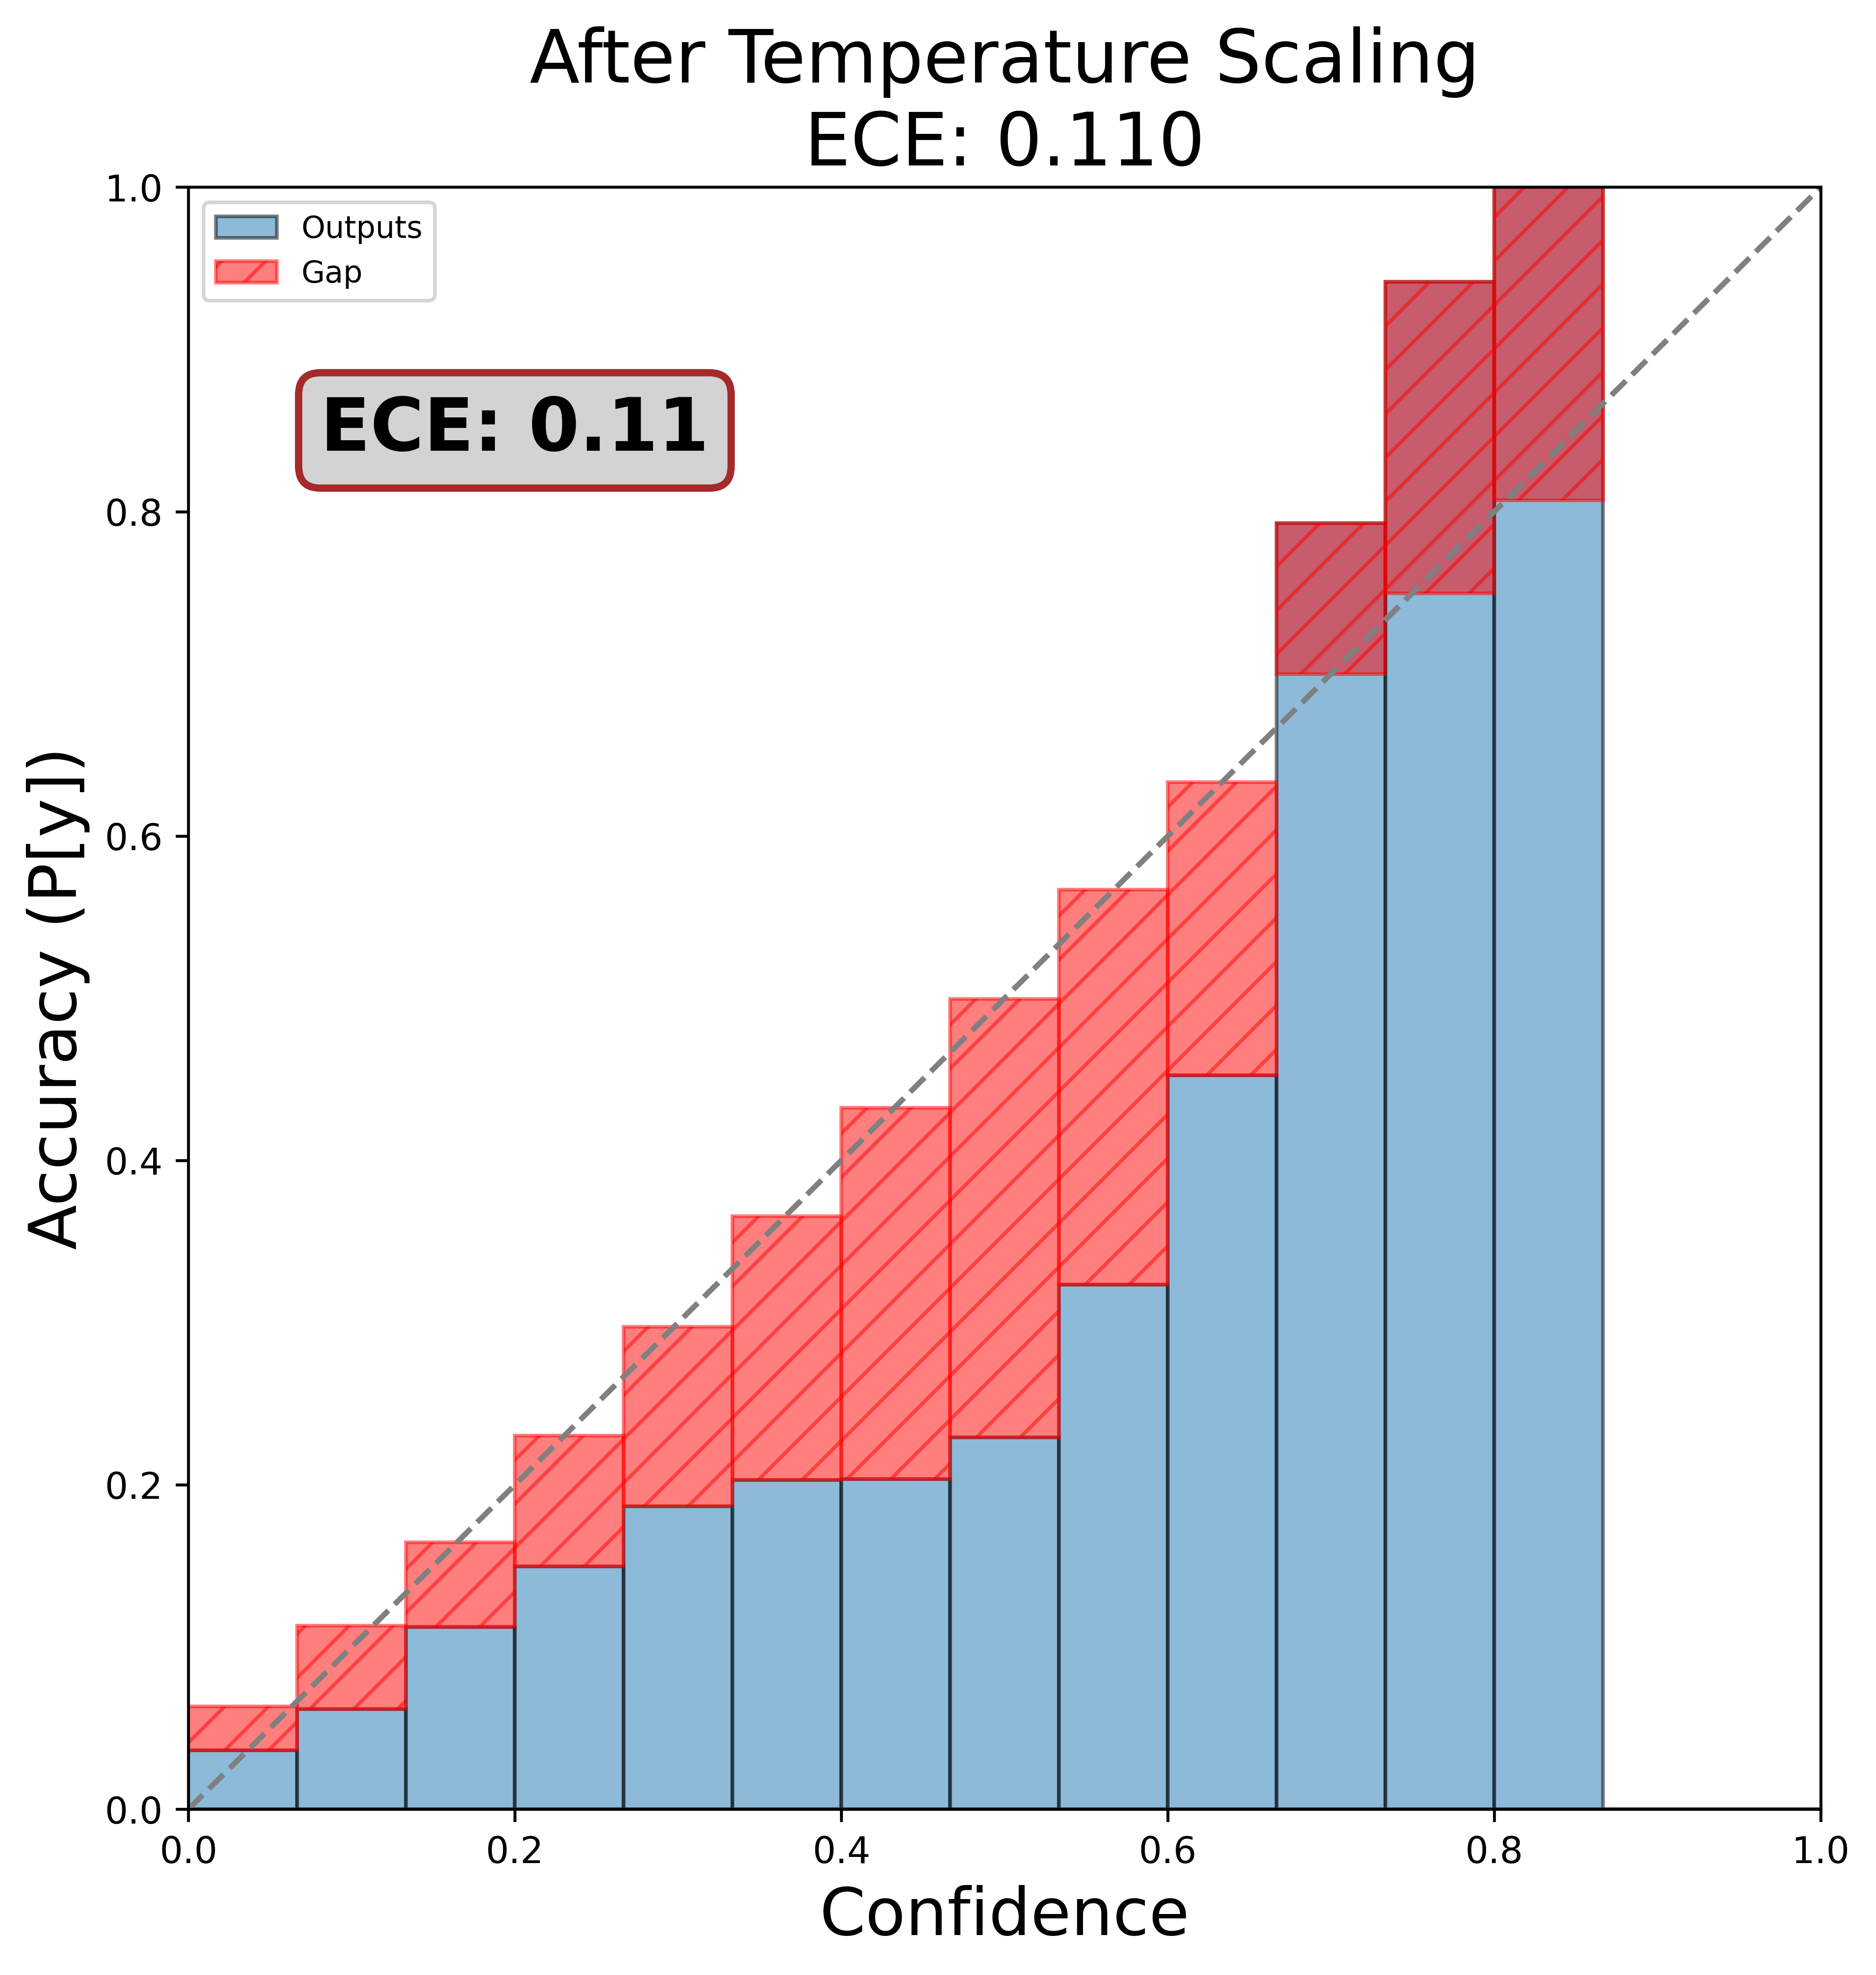 After Temperature Scaling
ECE: 0.110
Outputs
Gap
ECE: 0.11
Accuracy (P[y])
1.0
0.8
0.6
0.4
0.2
0.0
0.0 0.2 0.4 0.6 0.8 1.0
Confidence